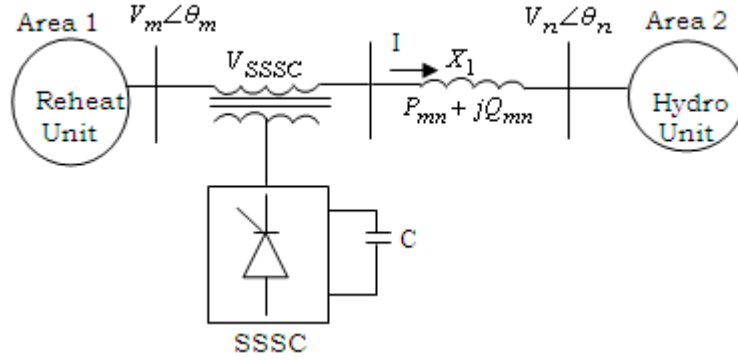 Area 1
V_m∠θ_m
I
V_n∠θ_n
Area 2
V_SSSC
X_1
Reheat
Unit
P_mn + jQ_mn
Hydro
Unit
C
SSSC